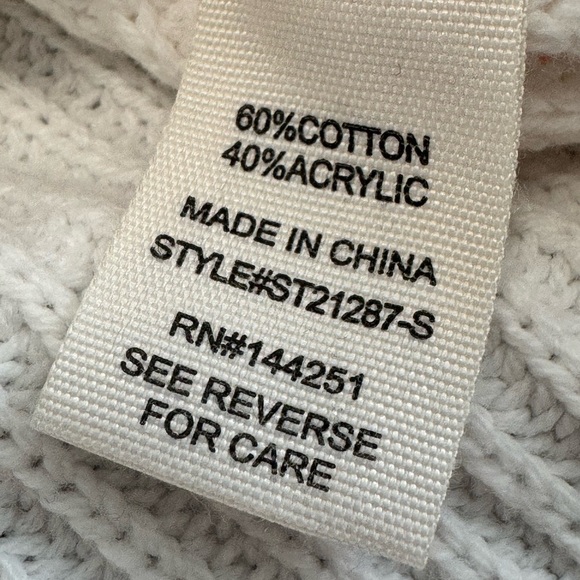 60%COTTON
40%ACRYLIC
MADE IN CHINA
STYLE#ST21287-S
RN#144251
SEE REVERSE
FOR CARE